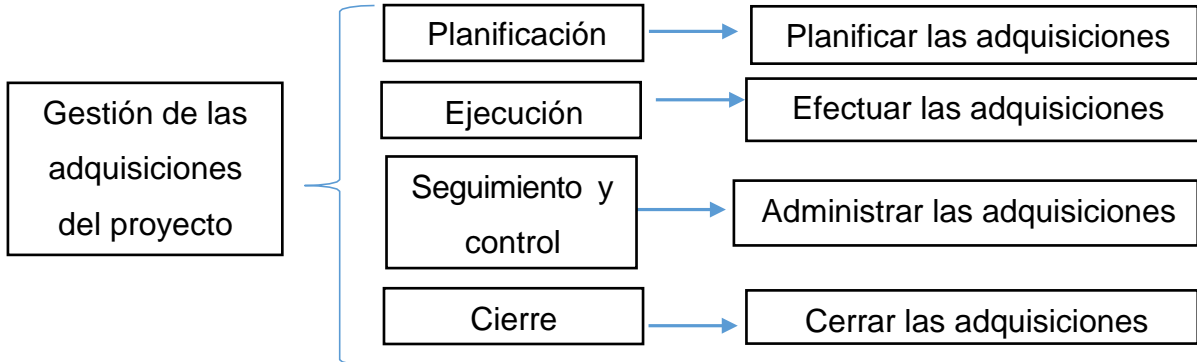 Gestión de las
adquisiciones
del proyecto
Planificación
Planificar las adquisiciones
Ejecución
Efectuar las adquisiciones
Seguimiento y
control
Administrar las adquisiciones
Cierre
Cerrar las adquisiciones